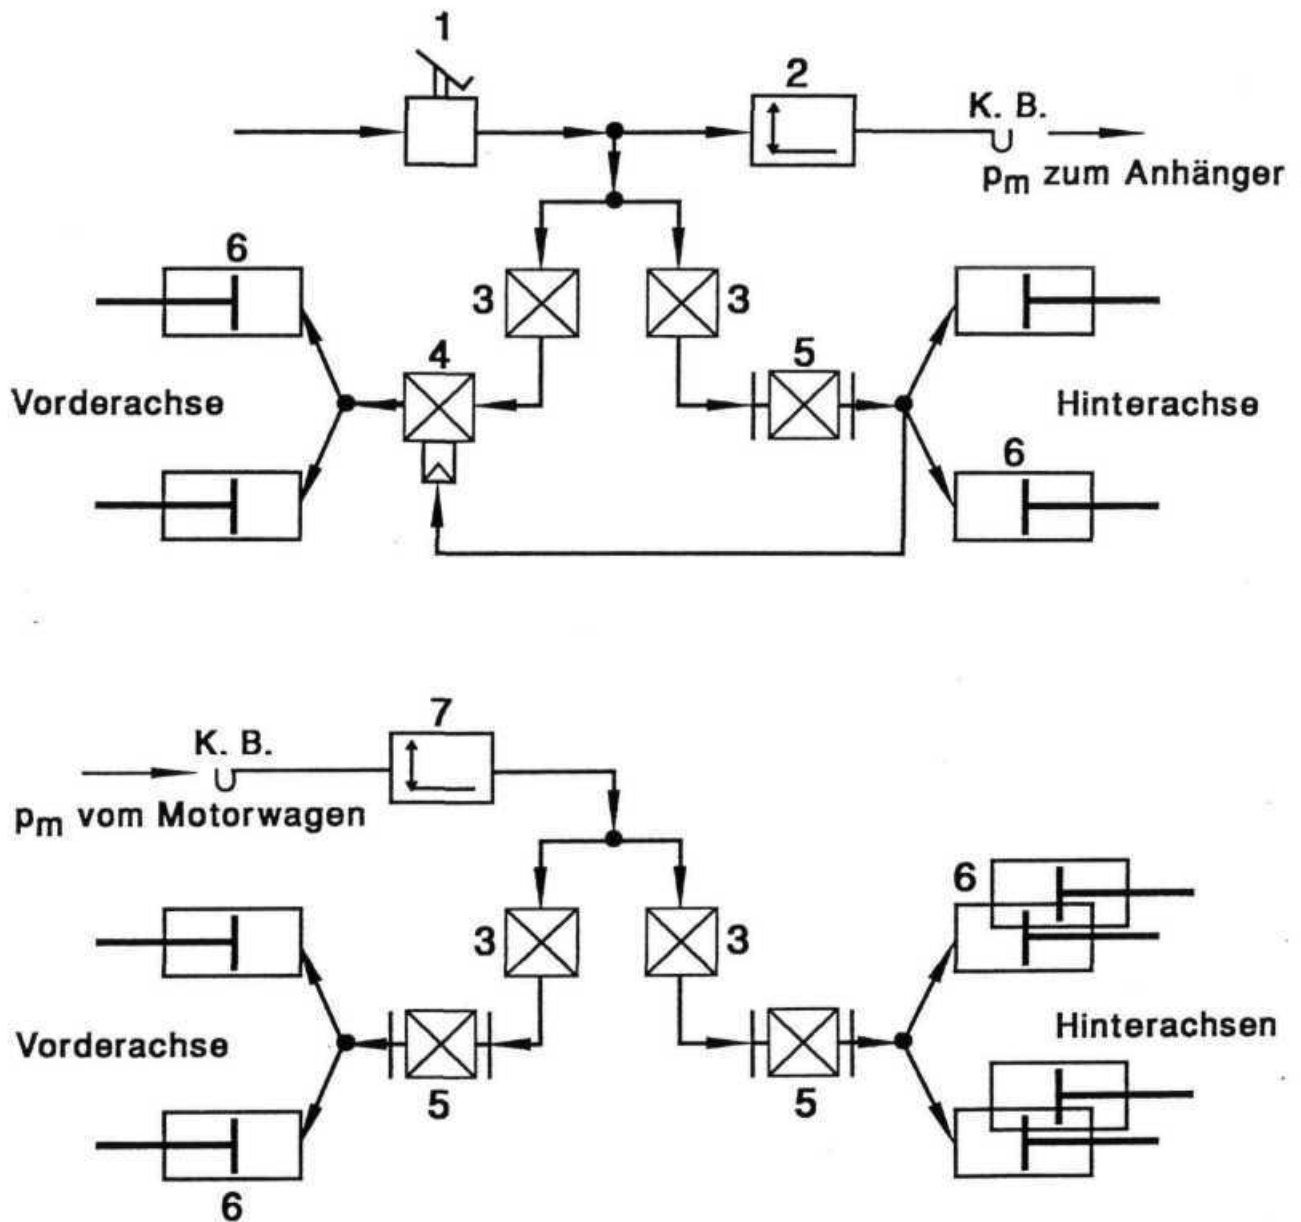 1
2
K. B.
pm zum Anhänger
6
3
3
4
5
Vorderachse
Hinterachse
6
7
K. B.
pm vom Motorwagen
6
3
3
Vorderachse
Hinterachsen
5
5
6